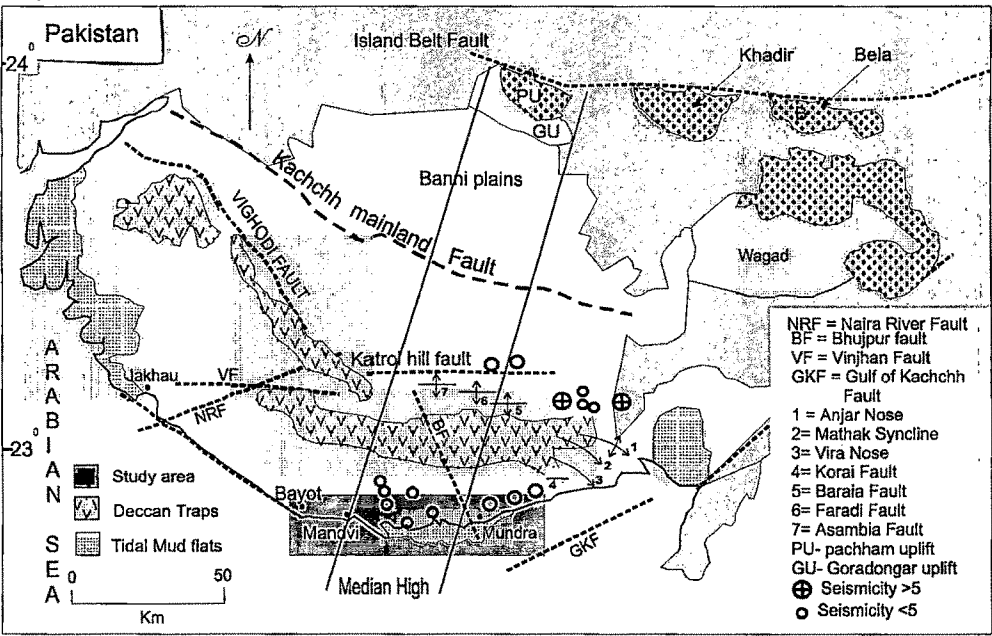 Pakistan
24°
N
Island Belt Fault
Khadir
Bela
PU
GU
B
Kachchh mainland Fault
Banni plains
VIGHODI FAULT
Wagad
ARABIAN SEA
Jakhau
VF
NRF
Katrol hill fault
7
6
5
BF
23°
1
2
3
4
Bayot
Mandvi
Mundra
GKF
Median High
Study area
Deccan Traps
Tidal Mud flats
0 50
Km
NRF = Naira River Fault
BF = Bhujpur fault
VF = Vinjhan Fault
GKF = Gulf of Kachchh
Fault
1 = Anjar Nose
2= Mathak Syncline
3= Vira Nose
4= Korai Fault
5= Baraia Fault
6= Faradi Fault
7= Asambia Fault
PU- pachham uplift
GU- Goradongar uplift
Seismicity >5
Seismicity <5